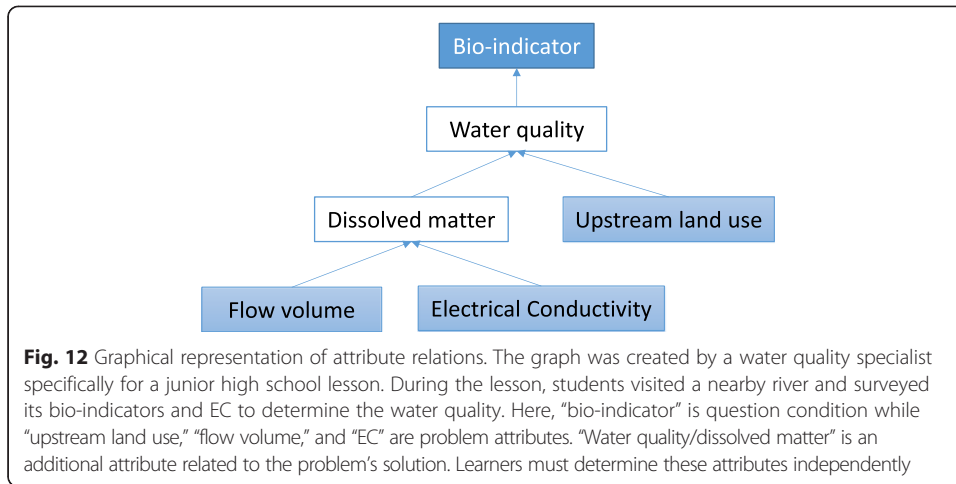 Bio-indicator
Water quality
Dissolved matter
Upstream land use
Flow volume
Electrical Conductivity
Fig. 12 Graphical representation of attribute relations. The graph was created by a water quality specialist
specifically for a junior high school lesson. During the lesson, students visited a nearby river and surveyed
its bio-indicators and EC to determine the water quality. Here, “bio-indicator” is question condition while
“upstream land use,” “flow volume,” and “EC” are problem attributes. “Water quality/dissolved matter” is an
additional attribute related to the problem’s solution. Learners must determine these attributes independently